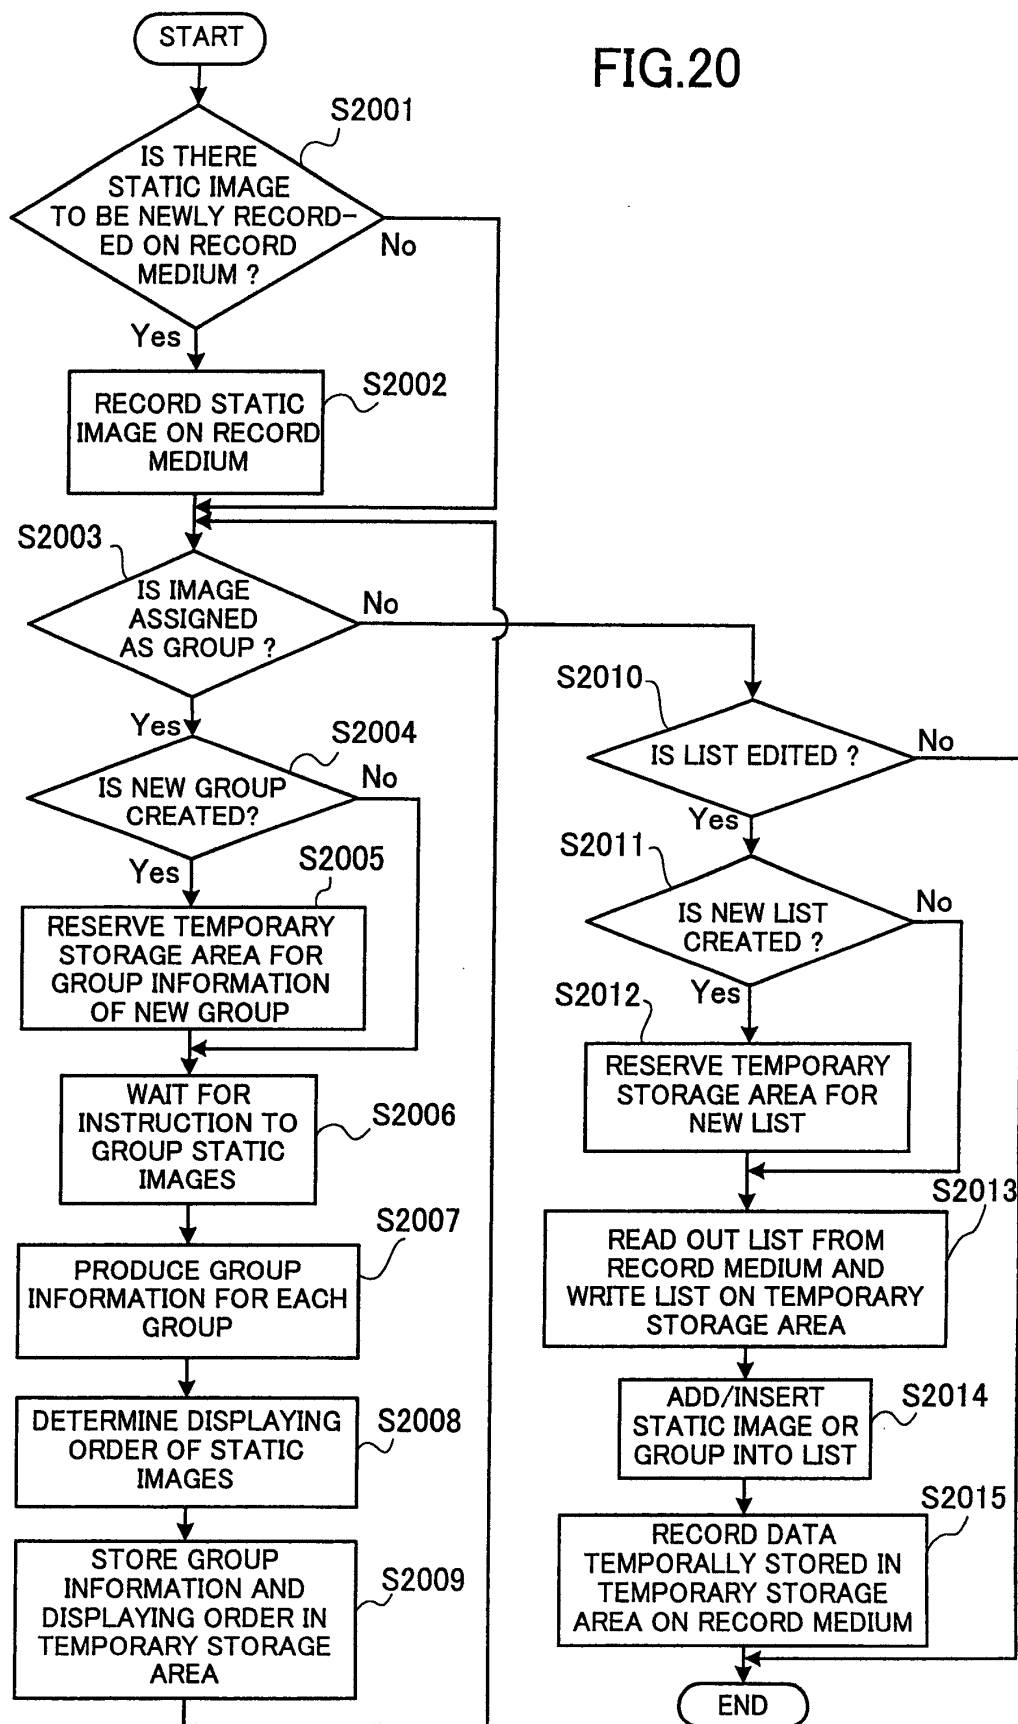 START
FIG.20
S2001
IS THERE
STATIC IMAGE
TO BE NEWLY RECORD-
ED ON RECORD
MEDIUM ?
No
Yes
S2002
RECORD STATIC
IMAGE ON RECORD
MEDIUM
S2003
IS IMAGE
ASSIGNED
AS GROUP ?
No
Yes
S2004
IS NEW GROUP
CREATED?
No
Yes
S2005
RESERVE TEMPORARY
STORAGE AREA FOR
GROUP INFORMATION
OF NEW GROUP
WAIT FOR
INSTRUCTION TO
GROUP STATIC
IMAGES
S2006
S2007
PRODUCE GROUP
INFORMATION FOR EACH
GROUP
DETERMINE DISPLAYING
ORDER OF STATIC
IMAGES
S2008
STORE GROUP
INFORMATION AND
DISPLAYING ORDER IN
TEMPORARY STORAGE
AREA
S2009
S2010
IS LIST EDITED ?
No
Yes
S2011
IS NEW LIST
CREATED ?
No
Yes
S2012
RESERVE TEMPORARY
STORAGE AREA FOR
NEW LIST
S2013
READ OUT LIST FROM
RECORD MEDIUM AND
WRITE LIST ON TEMPORARY
STORAGE AREA
ADD/INSERT
STATIC IMAGE OR
GROUP INTO LIST
S2014
S2015
RECORD DATA
TEMPORALLY STORED IN
TEMPORARY STORAGE
AREA ON RECORD MEDIUM
END